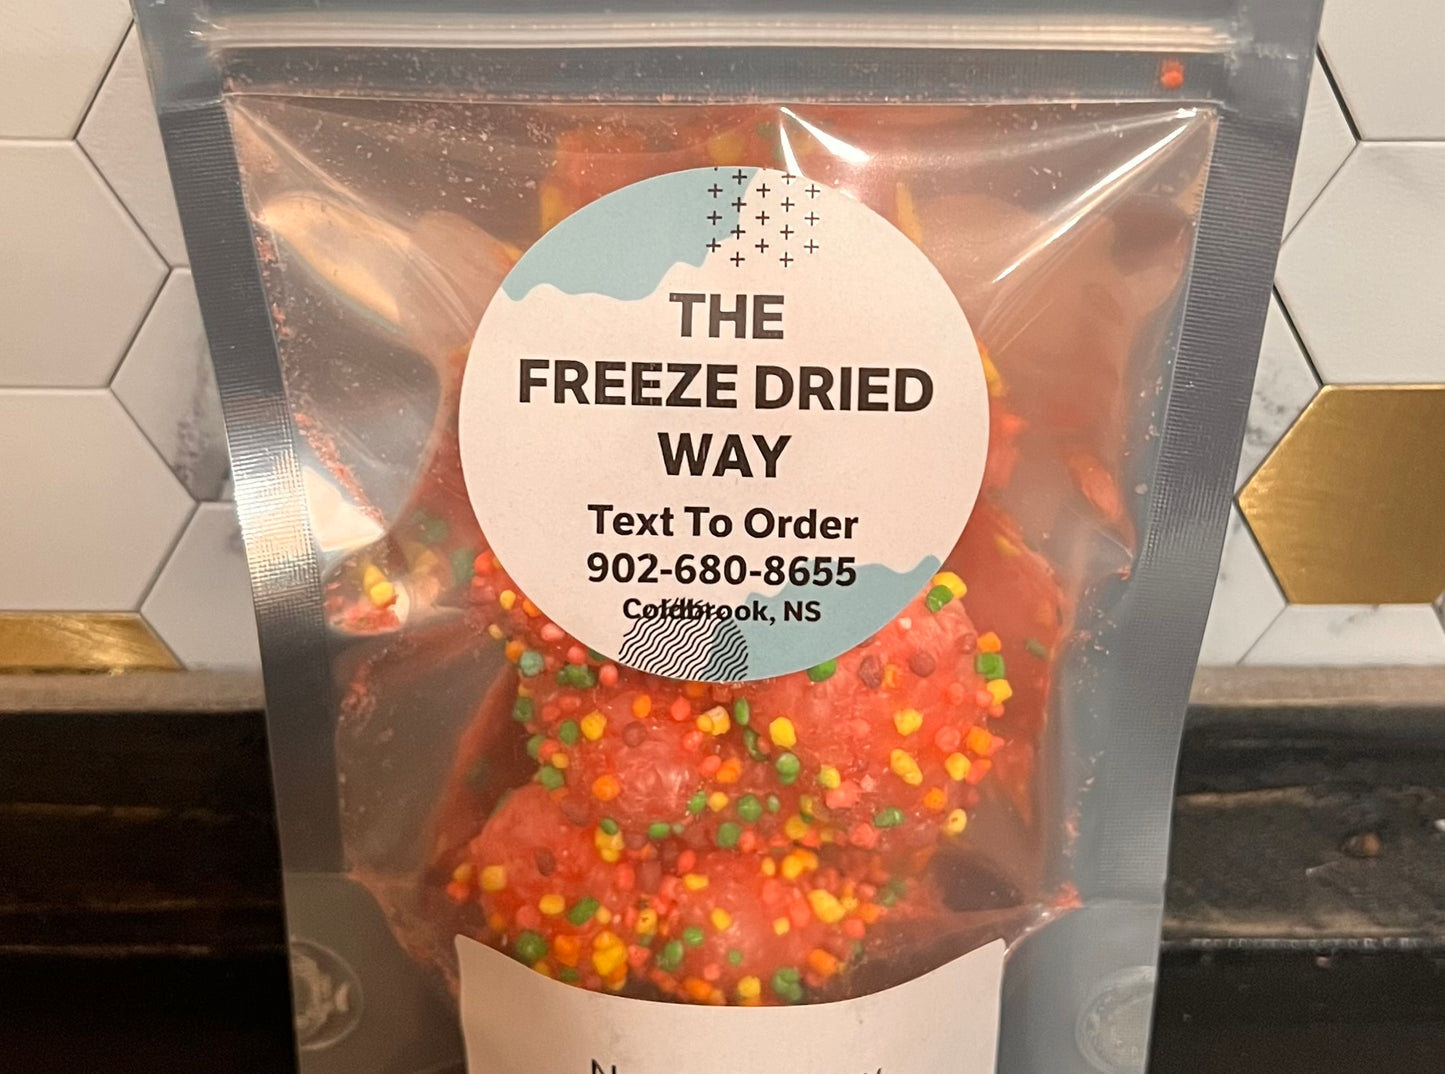 THE
FREEZE DRIED
WAY
Text To Order
902-680-8655
Coldbrook, NS